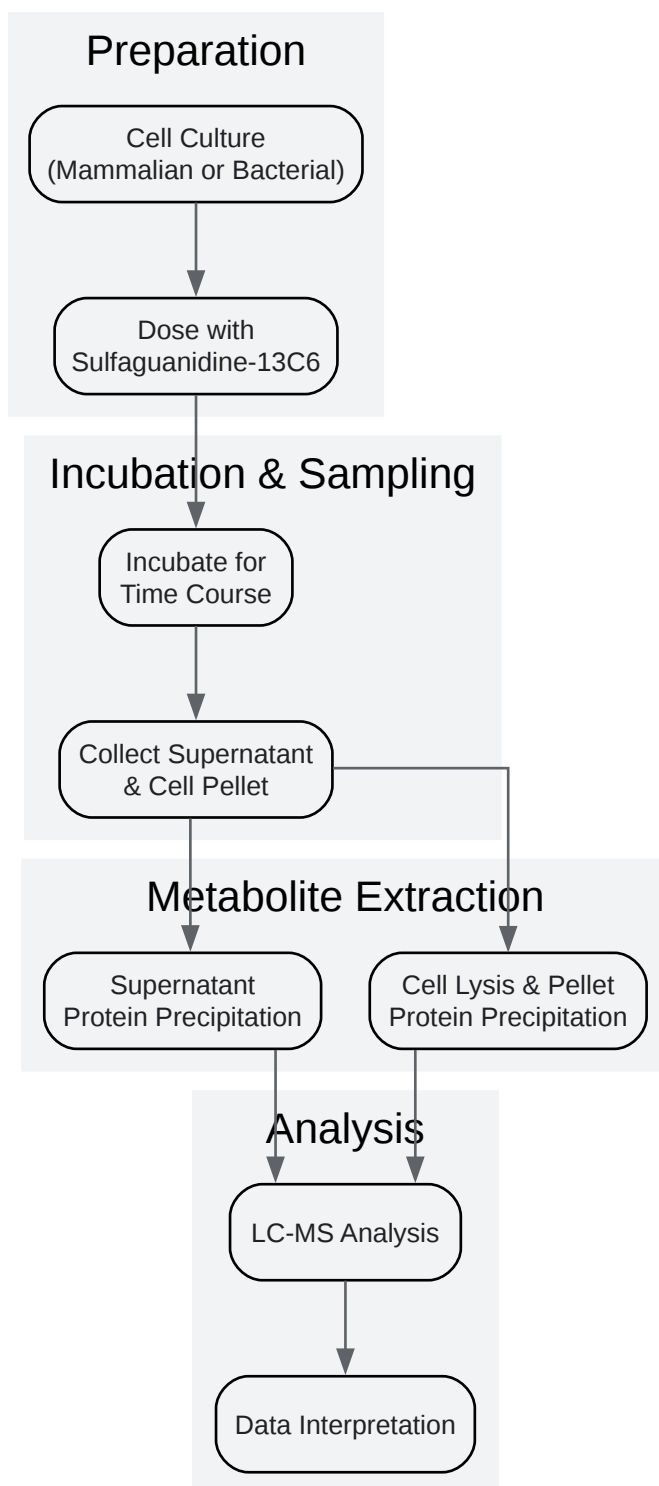 Preparation
Cell Culture
(Mammalian or Bacterial)
Dose with
Sulfaguanidine-13C6
Incubation & Sampling
Incubate for
Time Course
Collect Supernatant
& Cell Pellet
Metabolite Extraction
Supernatant
Protein Precipitation
Cell Lysis & Pellet
Protein Precipitation
Analysis
LC-MS Analysis
Data Interpretation